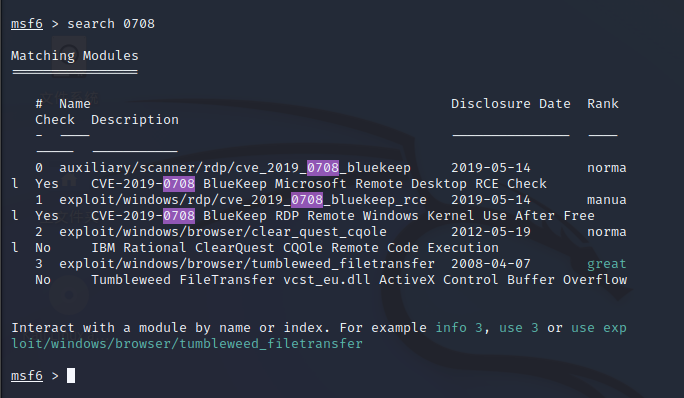 msf6 > search 0708
Matching Modules
================
#  Name                                            Disclosure Date  Rank
Check  Description
-  ----                                            ---------------  ----
-----  -----------
0  auxiliary/scanner/rdp/cve_2019_0708_bluekeep    2019-05-14       norma
l  Yes    CVE-2019-0708 BlueKeep Microsoft Remote Desktop RCE Check
1  exploit/windows/rdp/cve_2019_0708_bluekeep_rce  2019-05-14       manua
l  Yes    CVE-2019-0708 BlueKeep RDP Remote Windows Kernel Use After Free
2  exploit/windows/browser/clear_quest_cqole       2012-05-19       norma
l  No     IBM Rational ClearQuest CQOle Remote Code Execution
3  exploit/windows/browser/tumbleweed_filetransfer  2008-04-07       great
No     Tumbleweed FileTransfer vcst_eu.dll ActiveX Control Buffer Overflow
Interact with a module by name or index. For example info 3, use 3 or use exp
loit/windows/browser/tumbleweed_filetransfer
msf6 >